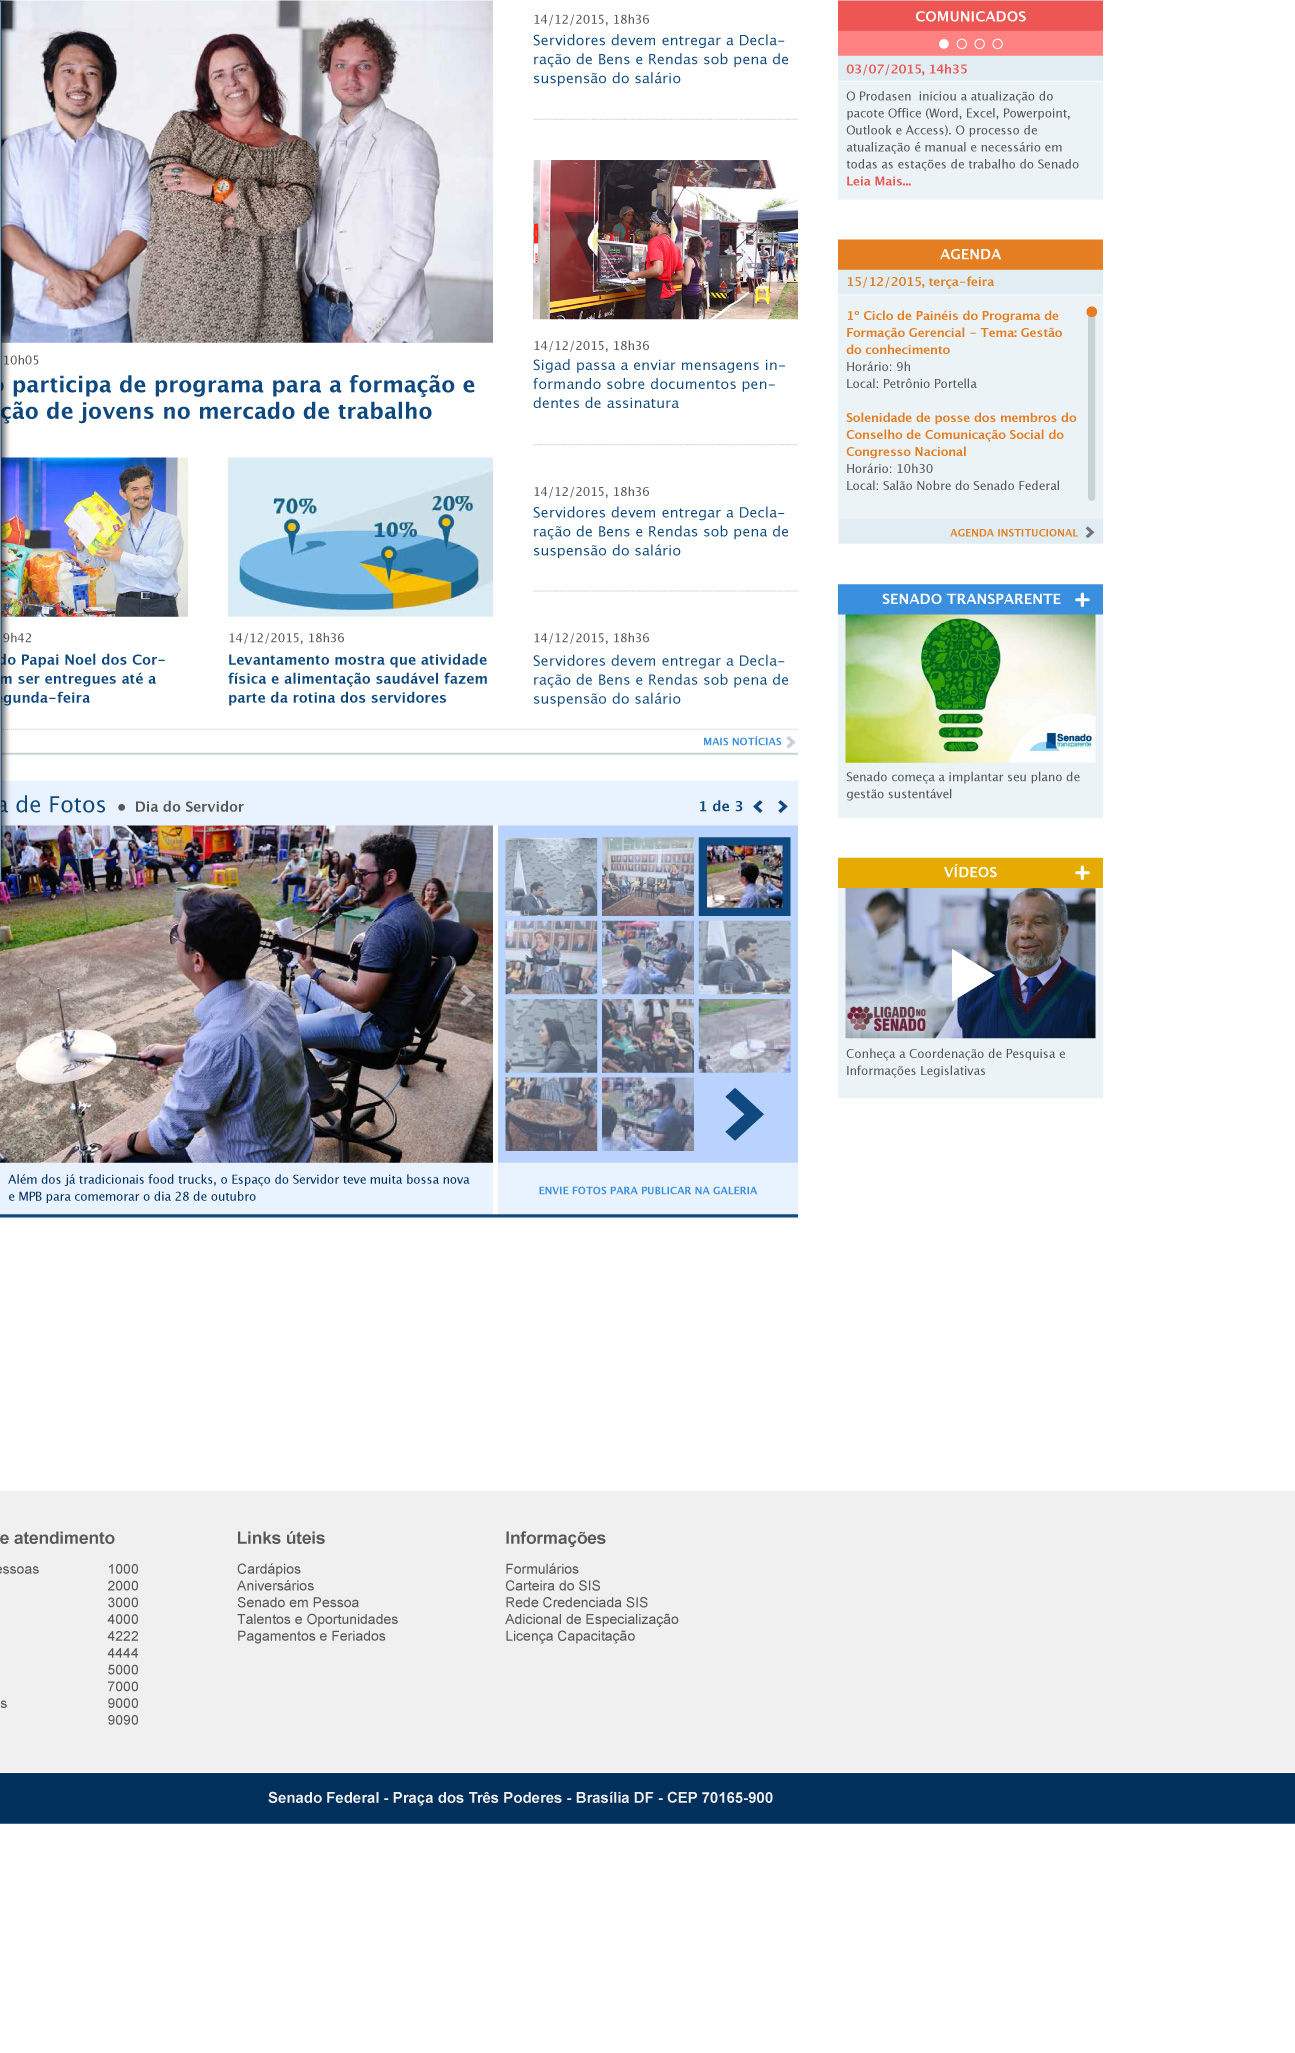 10h05
participa de programa para a formação e
ção de jovens no mercado de trabalho
9h42
do Papai Noel dos Cor-
m ser entregues até a
egunda-feira
70%
10%
20%
14/12/2015, 18h36
Levantamento mostra que atividade
física e alimentação saudável fazem
parte da rotina dos servidores
14/12/2015, 18h36
Servidores devem entregar a Decla-
ração de Bens e Rendas sob pena de
suspensão do salário
14/12/2015, 18h36
Sigad passa a enviar mensagens in-
formando sobre documentos pen-
dentes de assinatura
14/12/2015, 18h36
Servidores devem entregar a Decla-
ração de Bens e Rendas sob pena de
suspensão do salário
14/12/2015, 18h36
Servidores devem entregar a Decla-
ração de Bens e Rendas sob pena de
suspensão do salário
MAIS NOTÍCIAS
a de Fotos • Dia do Servidor
1 de 3
Além dos já tradicionais food trucks, o Espaço do Servidor teve muita bossa nova
e MPB para comemorar o dia 28 de outubro
ENVIE FOTOS PARA PUBLICAR NA GALERIA
COMUNICADOS
03/07/2015, 14h35
O Prodasen iniciou a atualização do
pacote Office (Word, Excel, Powerpoint,
Outlook e Access). O processo de
atualização é manual e necessário em
todas as estações de trabalho do Senado
Leia Mais...
AGENDA
15/12/2015, terça-feira
1º Ciclo de Painéis do Programa de
Formação Gerencial - Tema: Gestão
do conhecimento
Horário: 9h
Local: Petrônio Portella
Solenidade de posse dos membros do
Conselho de Comunicação Social do
Congresso Nacional
Horário: 10h30
Local: Salão Nobre do Senado Federal
AGENDA INSTITUCIONAL
SENADO TRANSPARENTE +
Senado
transparente
Senado começa a implantar seu plano de
gestão sustentável
VÍDEOS +
LIGADO NO
SENADO
Conheça a Coordenação de Pesquisa e
Informações Legislativas
e atendimento
essoas 1000
2000
3000
4000
4222
4444
5000
7000
s 9000
9090
Links úteis
Cardápios
Aniversários
Senado em Pessoa
Talentos e Oportunidades
Pagamentos e Feriados
Informações
Formulários
Carteira do SIS
Rede Credenciada SIS
Adicional de Especialização
Licença Capacitação
Senado Federal - Praça dos Três Poderes - Brasília DF - CEP 70165-900